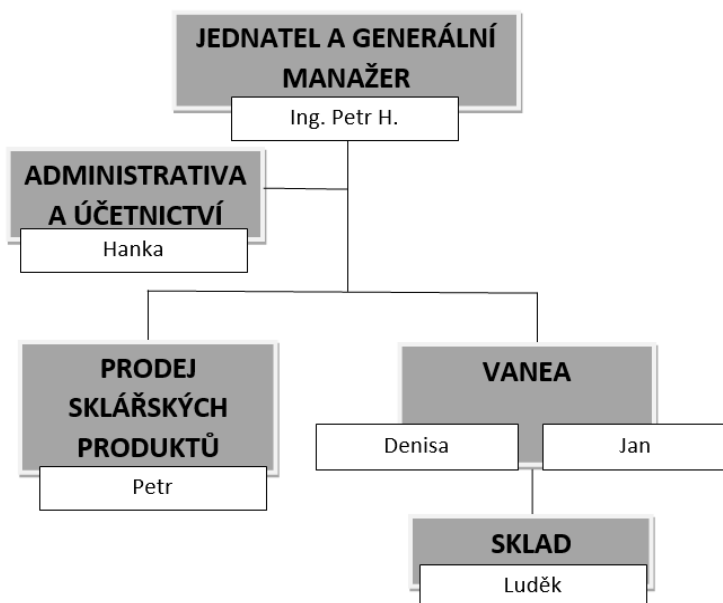 JEDNATEL A GENERÁLNÍ
MANAŽER
Ing. Petr H.
ADMINISTRATIVA
A ÚČETNICTVÍ
Hanka
PRODEJ
SKLÁŘSKÝCH
PRODUKTŮ
Petr
VANEA
Denisa
Jan
SKLAD
Luděk